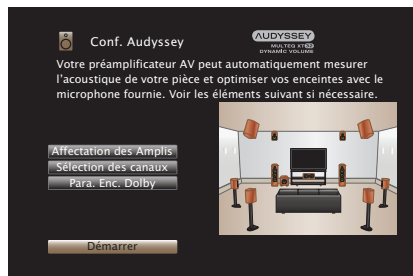 Conf. Audyssey
AUDYSSEY
MULTEQ XT32
DYNAMIC VOLUME
Votre préamplificateur AV peut automatiquement mesurer
l'acoustique de votre pièce et optimiser vos enceintes avec le
microphone fournie. Voir les éléments suivant si nécessaire.
Affectation des Amplis
Sélection des canaux
Para. Enc. Dolby
Démarrer